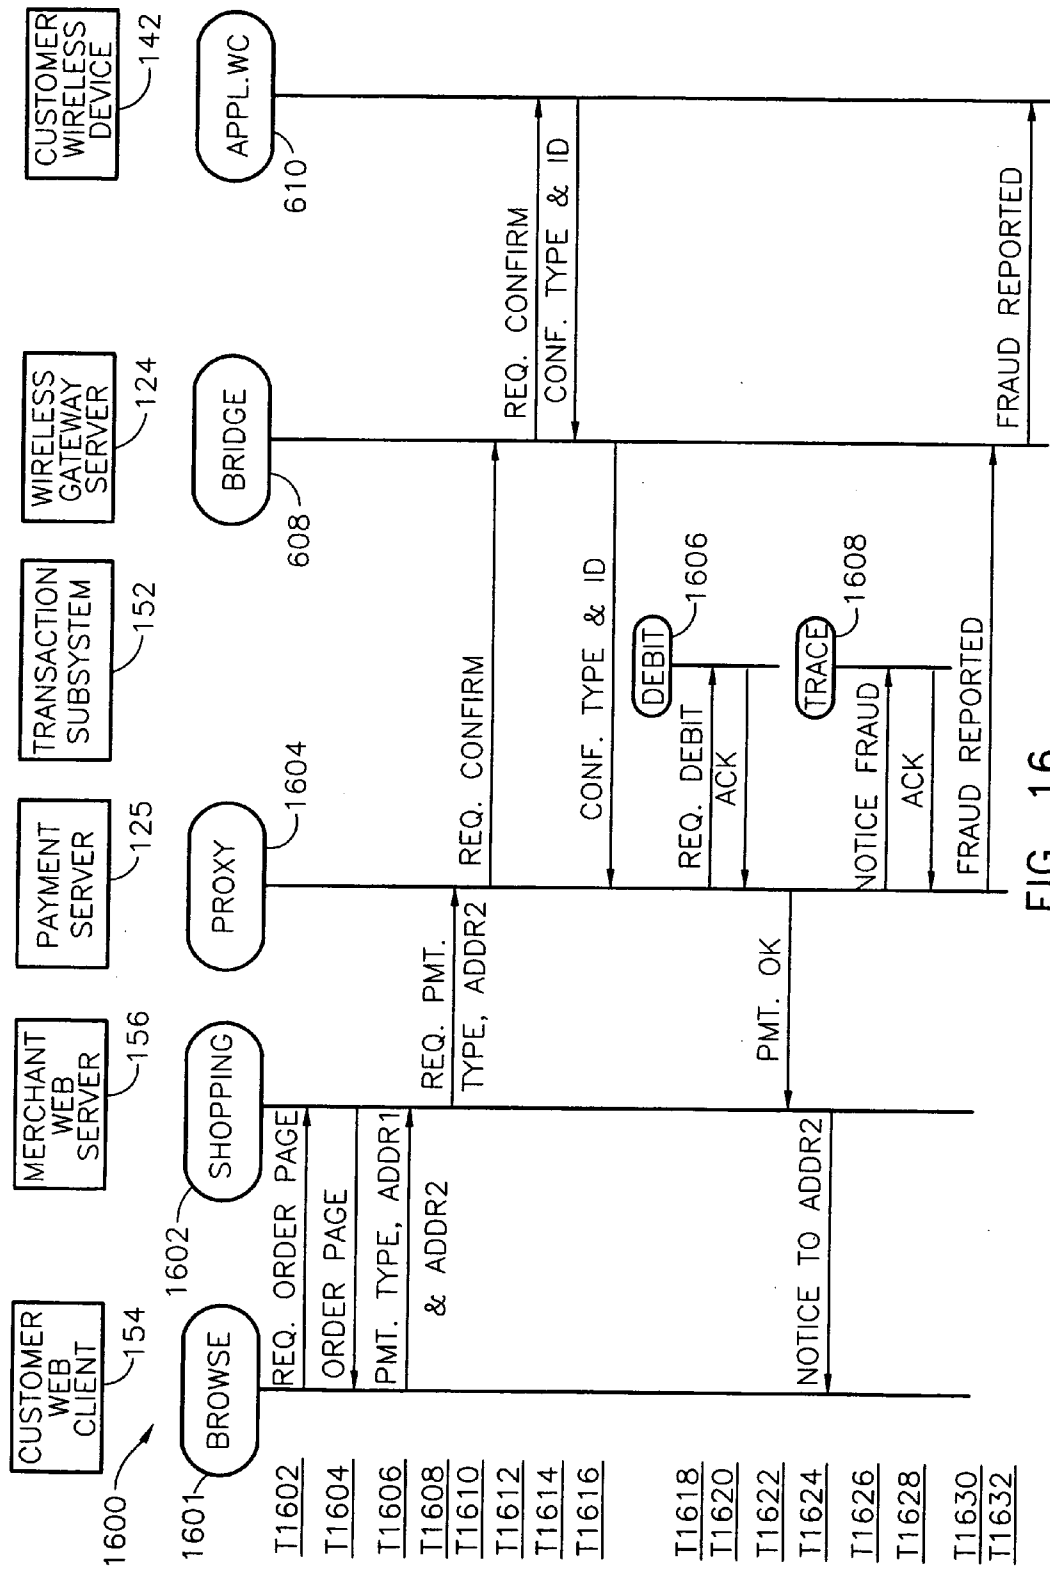 CUSTOMER
WEB
CLIENT
154
MERCHANT
WEB
SERVER
156
PAYMENT
SERVER
125
TRANSACTION
SUBSYSTEM
152
WIRELESS
GATEWAY
SERVER
124
CUSTOMER
WIRELESS
DEVICE
142
1600
1601
BROWSE
1602
SHOPPING
PROXY
1604
BRIDGE
608
APPL.WC
610
T1602
REQ. ORDER PAGE
T1604
ORDER PAGE
T1606
PMT. TYPE, ADDR1
& ADDR2
T1608
REQ. PMT.
TYPE, ADDR2
T1610
REQ. CONFIRM
T1612
REQ. CONFIRM
T1614
CONF. TYPE & ID
T1616
CONF. TYPE & ID
DEBIT
1606
T1618
REQ. DEBIT
T1620
ACK
T1622
PMT. OK
T1624
NOTICE TO ADDR2
TRACE
1608
T1626
NOTICE FRAUD
T1628
ACK
T1630
FRAUD REPORTED
T1632
FRAUD REPORTED
FIG. 16